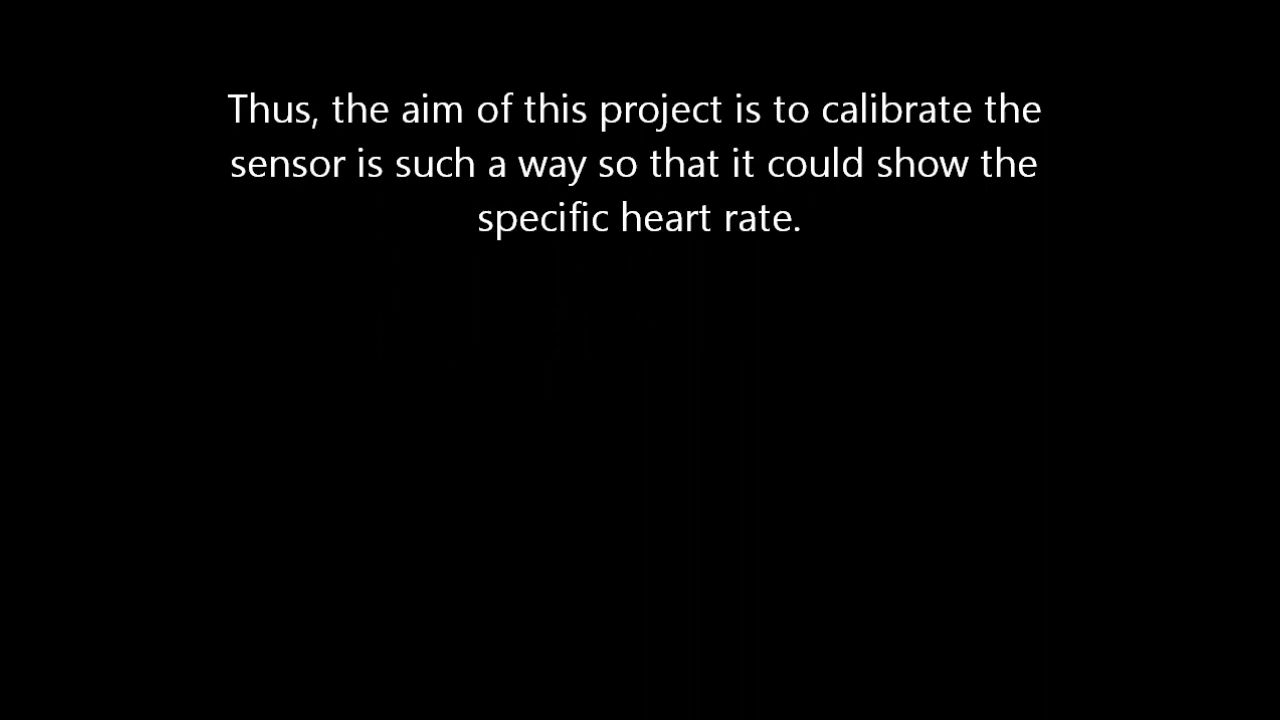 Thus, the aim of this project is to calibrate the
sensor is such a way so that it could show the
specific heart rate.